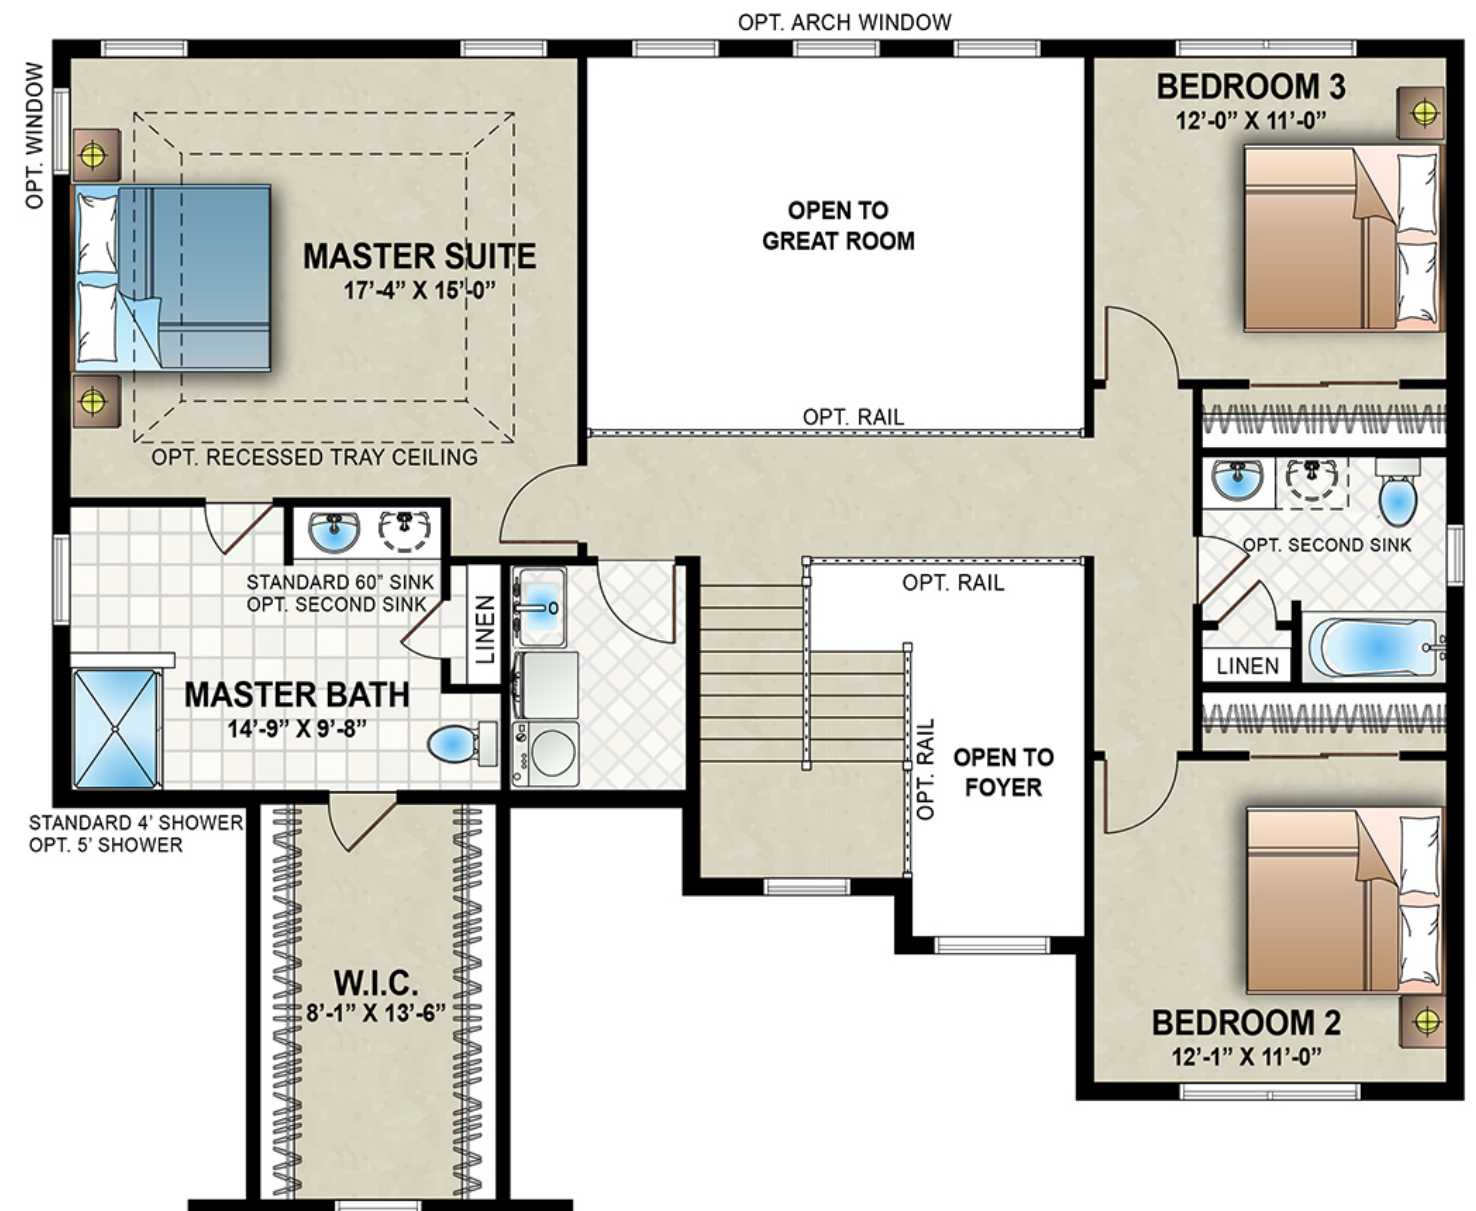 OPT. ARCH WINDOW
OPT. WINDOW
BEDROOM 3
12'-0" X 11'-0"
OPEN TO
GREAT ROOM
MASTER SUITE
17'-4" X 15'-0"
OPT. RAIL
OPT. RECESSED TRAY CEILING
OPT. SECOND SINK
STANDARD 60" SINK
OPT. SECOND SINK
OPT. RAIL
LINEN
LINEN
MASTER BATH
14'-9" X 9'-8"
OPT. RAIL
OPEN TO
FOYER
STANDARD 4' SHOWER
OPT. 5' SHOWER
W.I.C.
8'-1" X 13'-6"
BEDROOM 2
12'-1" X 11'-0"